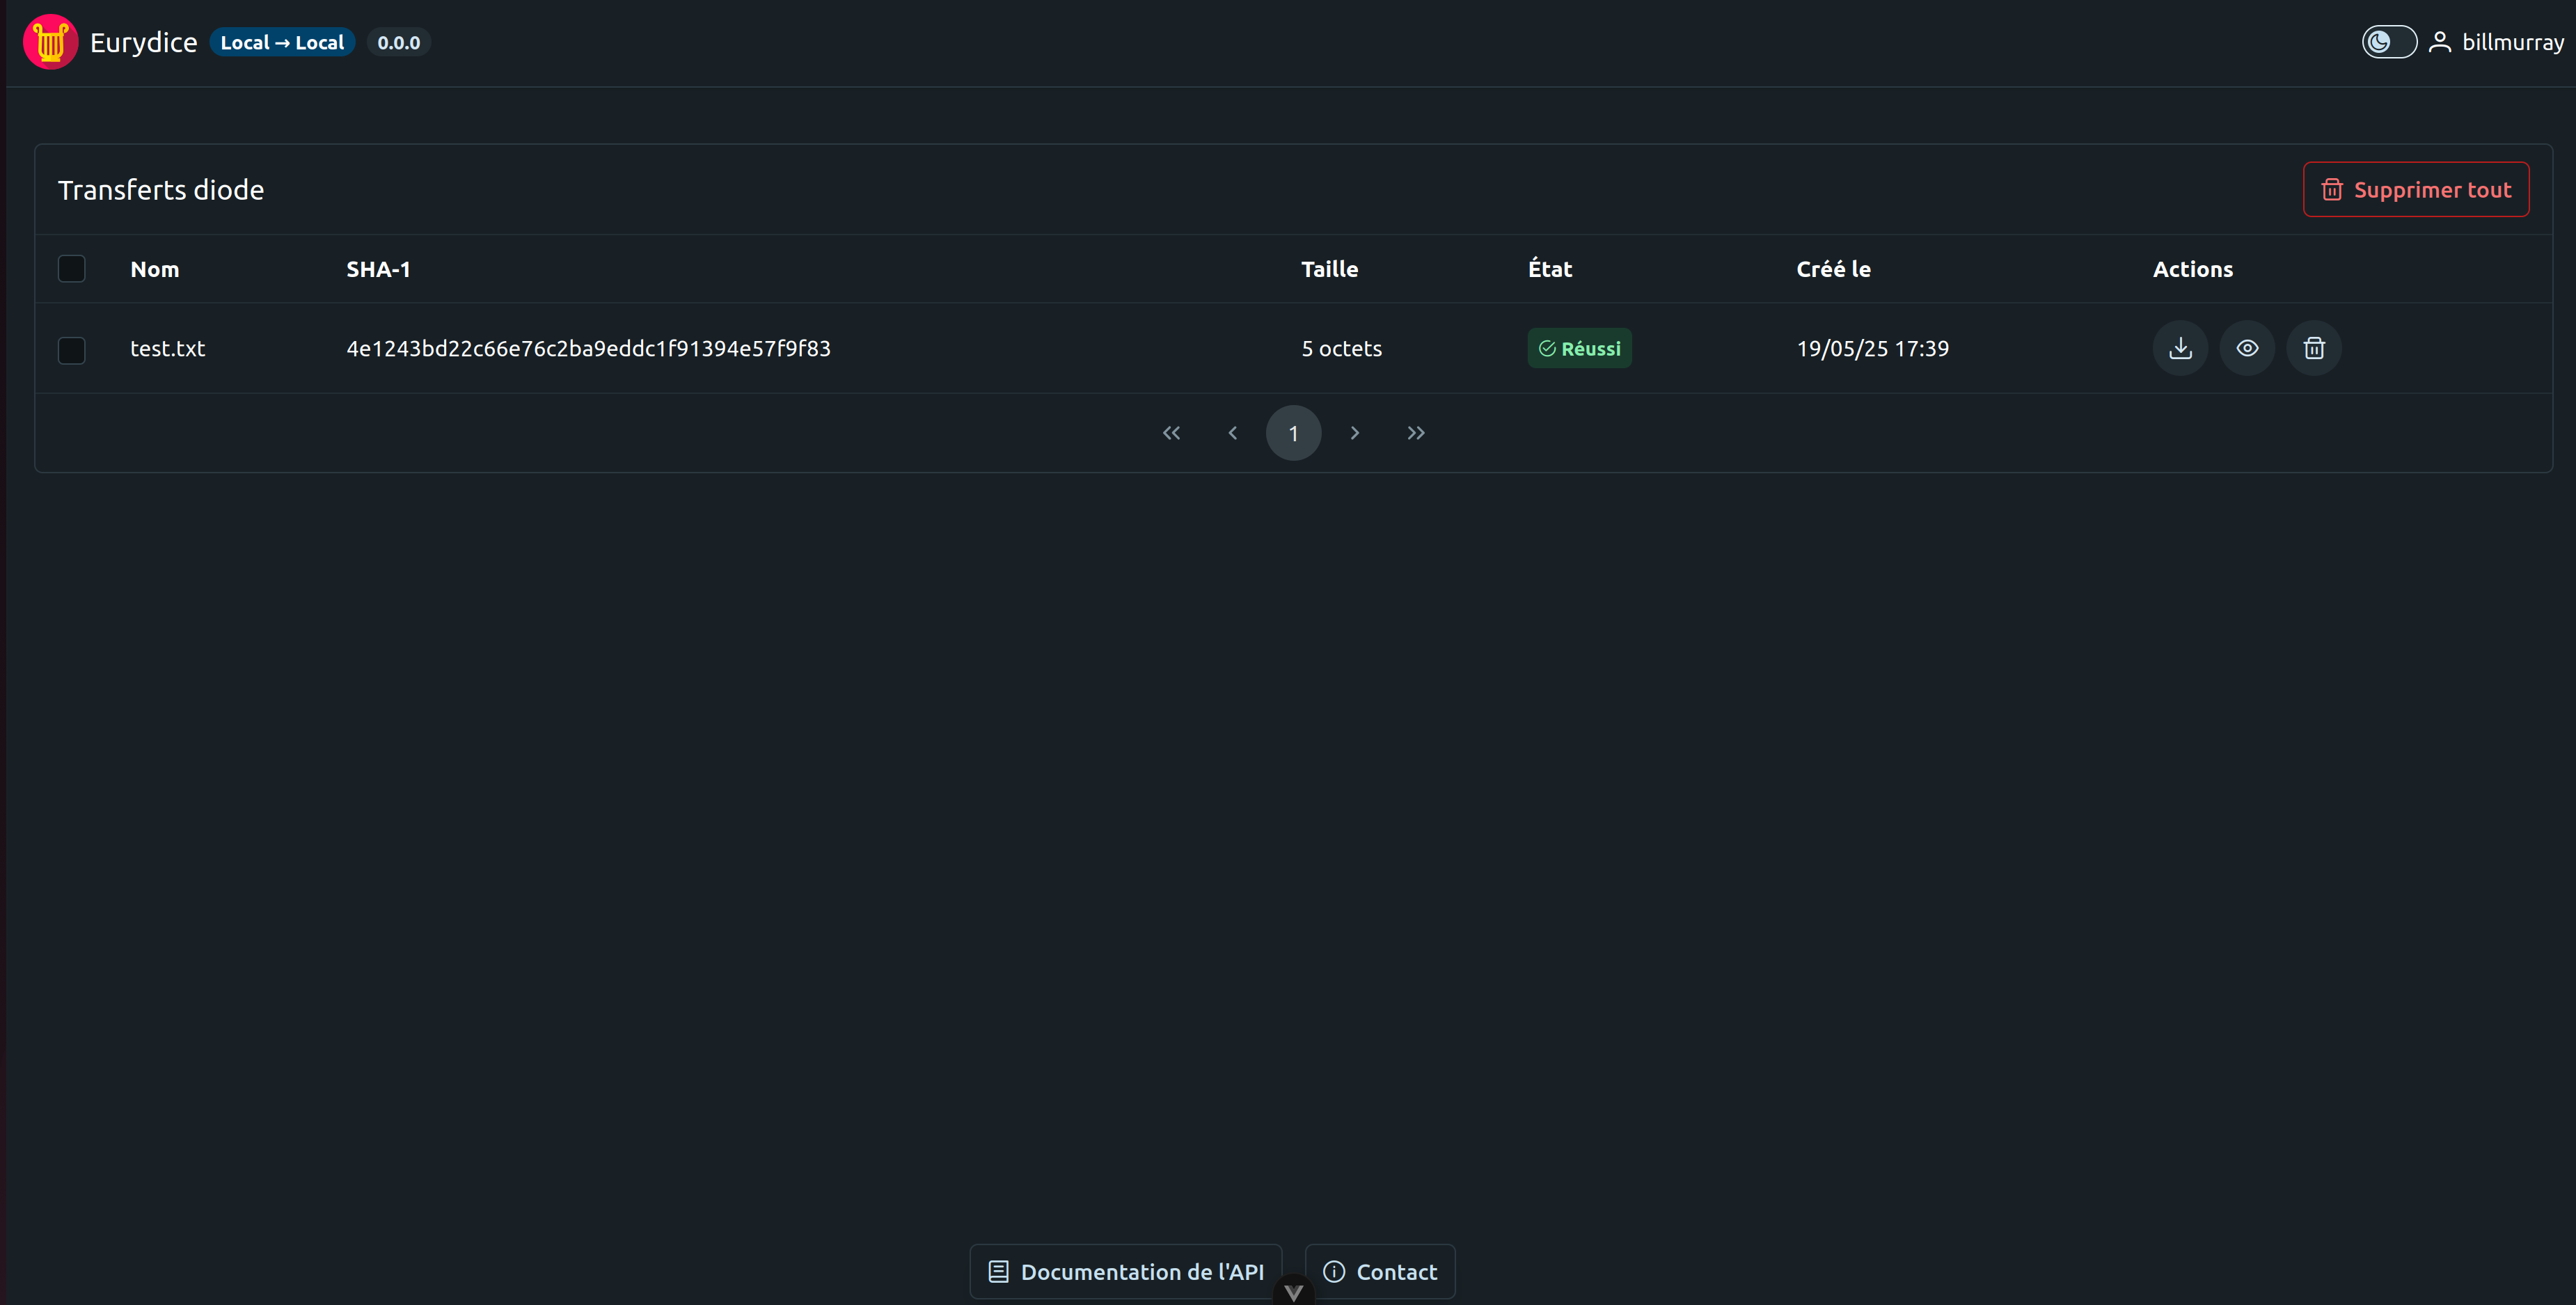 Eurydice Local → Local 0.0.0 billmurray
Transferts diode Supprimer tout
Nom SHA-1 Taille État Créé le Actions
test.txt 4e1243bd22c66e76c2ba9eddc1f91394e57f9f83 5 octets Réussi 19/05/25 17:39
1
Documentation de l'API Contact